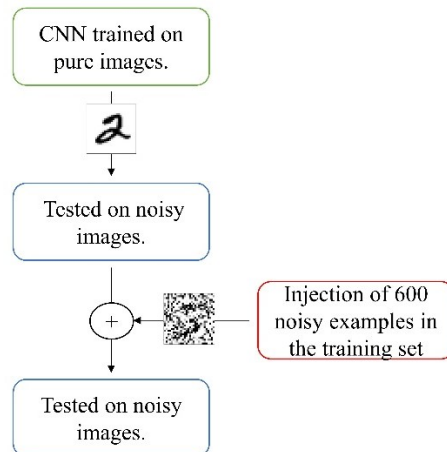 CNN trained on
pure images.
2
Tested on noisy
images.
+
Injection of 600
noisy examples in
the training set
Tested on noisy
images.